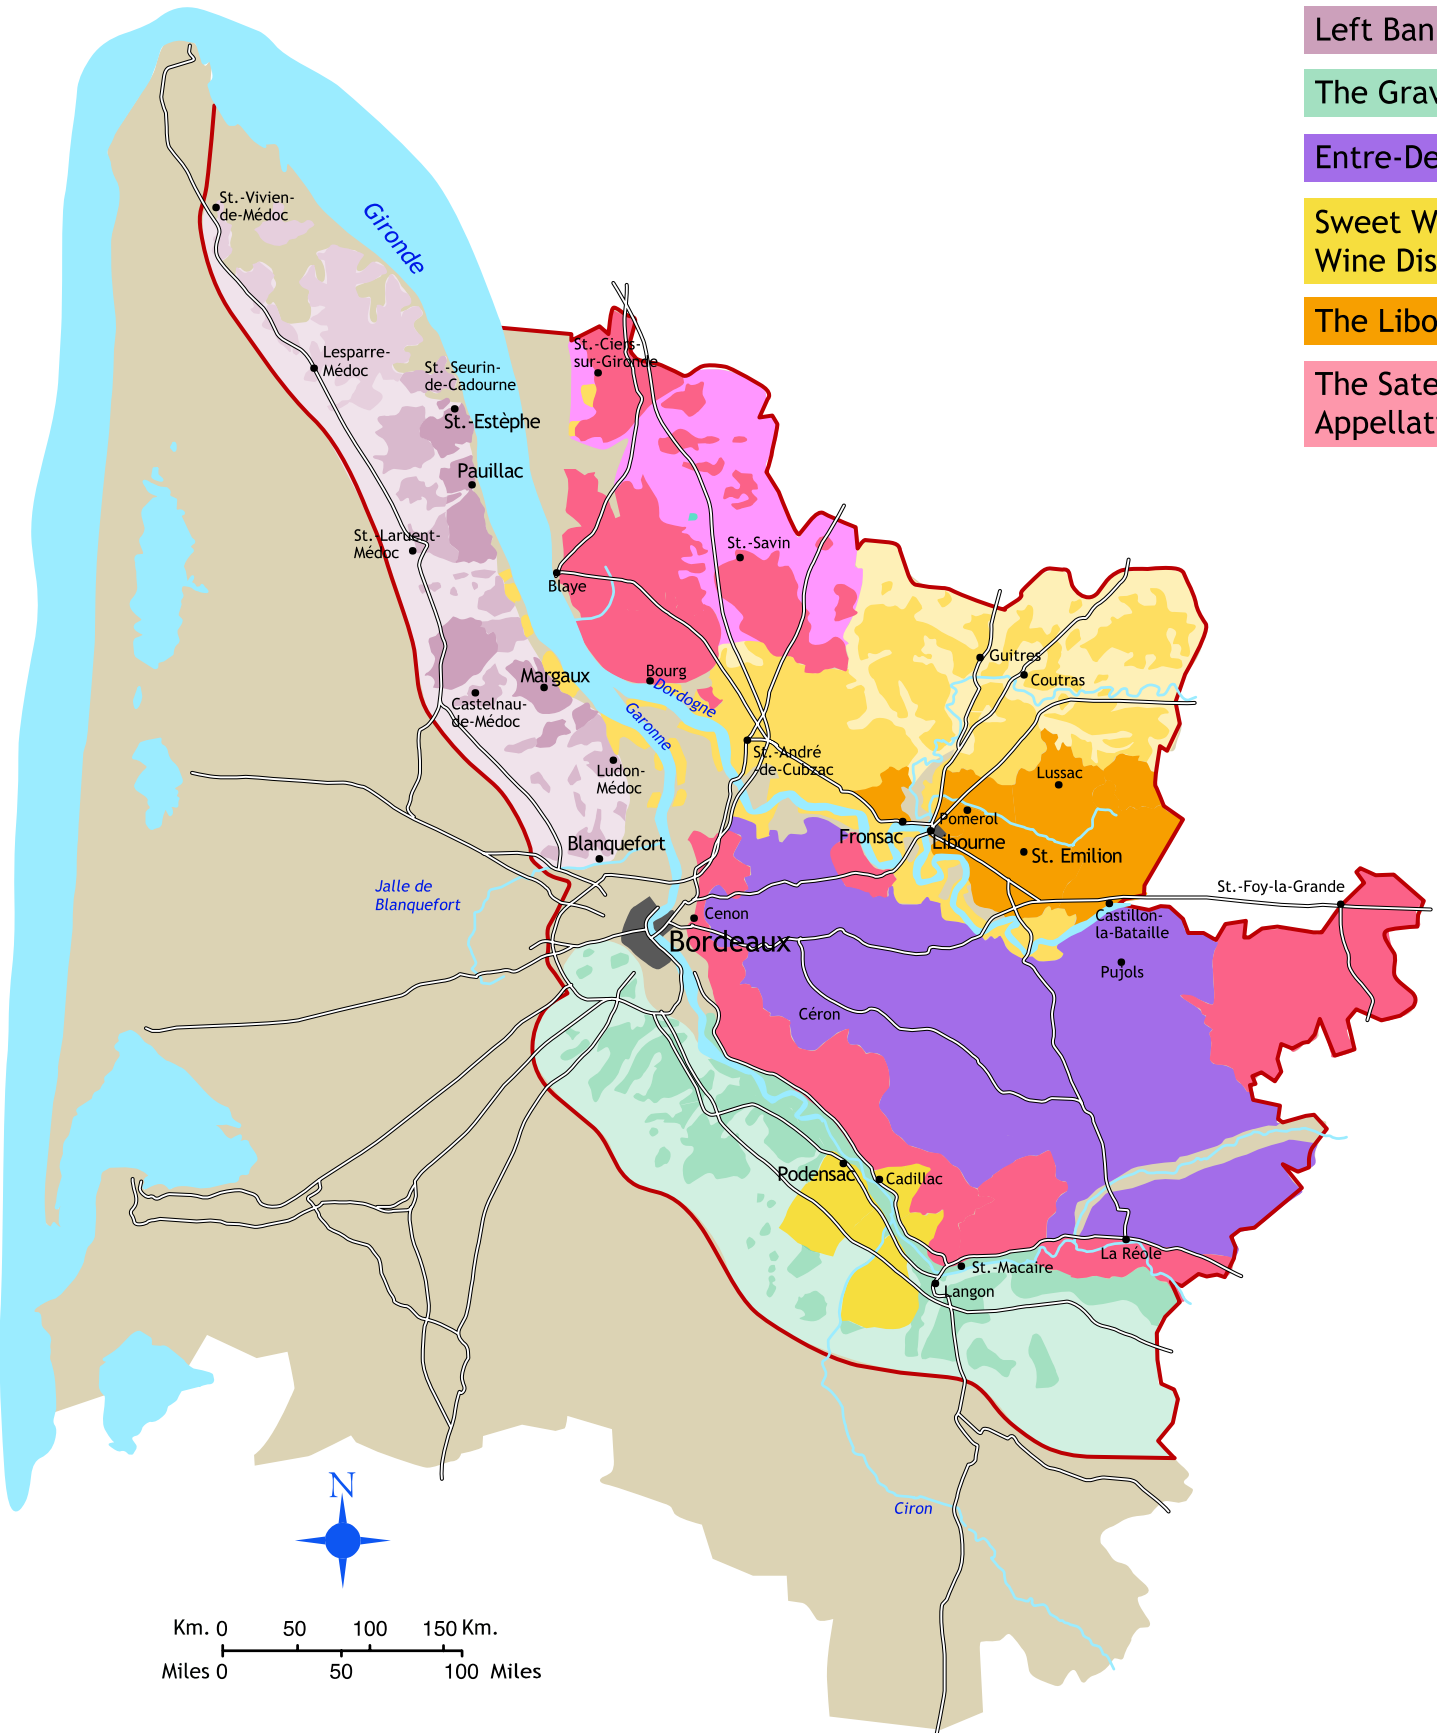 Left Ban
The Grav
Entre-De
Sweet W
Wine Dis
The Libo
The Sate
Appellat
Gironde
St.-Vivien-
de-Médoc
Lesparre-
Médoc
St.-Seurin-
de-Cadourne
St.-Estèphe
Pauillac
St.-Laruent-
Médoc
St.-Ciers-
sur-Gironde
St.-Savin
Blaye
Bourg
Dordogne
Garonne
Margaux
Castelnau-
de-Médoc
Ludon-
Médoc
Blanquefort
Guitres
Coutras
St.-André
-de-Cubzac
Lussac
Pomerol
Fronsac
Libourne
St. Emilion
Jalle de
Blanquefort
St.-Foy-la-Grande
Castillon-
la-Bataille
Cenon
Bordeaux
Pujols
Céron
Podensac
Cadillac
La Réole
St.-Macaire
Langon
Ciron
N
Km. 0 50 100 150 Km.
Miles 0 50 100 Miles